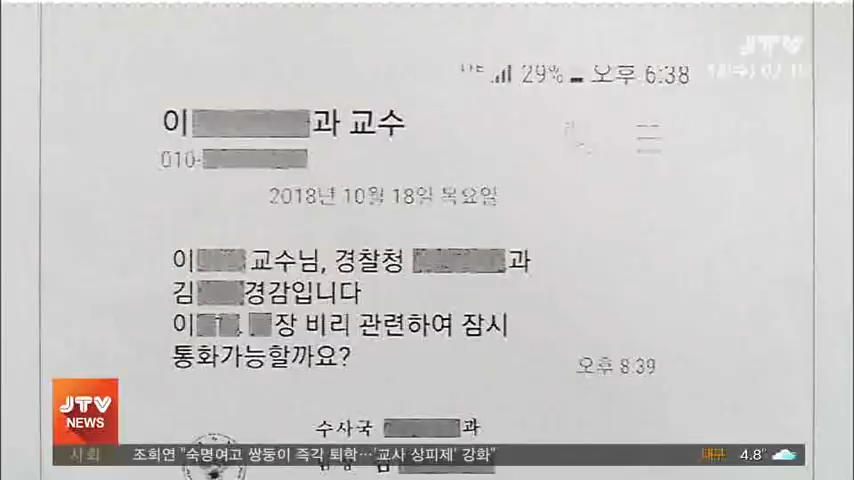 JTV
29% 오후 6:38
이 과 교수
010-
2018년 10월 18일 목요일
이 교수님, 경찰청 과
김 경감입니다
이 장 비리 관련하여 잠시
통화가능할까요?
오후 8:39
수사국 과
JTV
NEWS
사회 조희연 "숙명여고 쌍둥이 즉각 퇴학…'교사 상피제' 강화" 4.8°